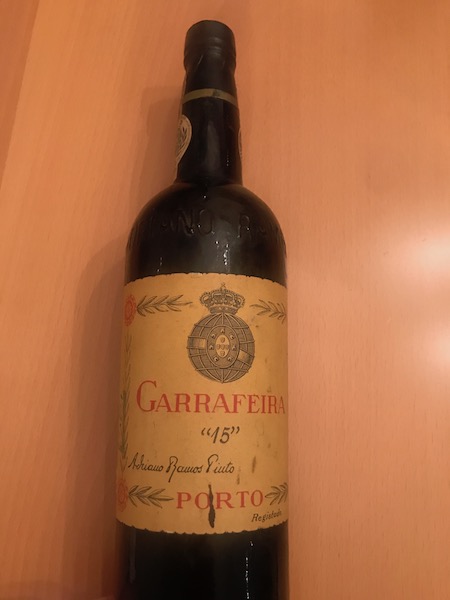 GARRAFEIRA
"15"
Adriano Ramos Pinto
PORTO
Registado